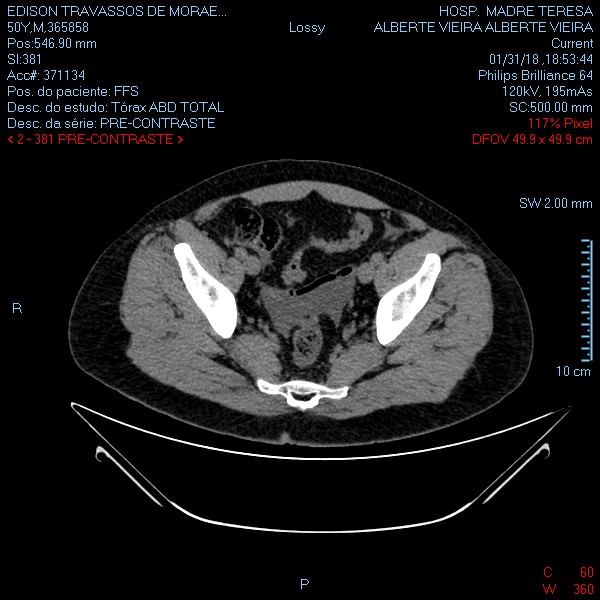 EDISON TRAVASSOS DE MORAE...
50Y,M,365858
Pos:546.90 mm
SI:381
Acc#: 371134
Pos. do paciente: FFS
Desc. do estudo: Tórax ABD TOTAL
Desc. da série: PRE-CONTRASTE
< 2 - 381 PRE-CONTRASTE >
Lossy
HOSP. MADRE TERESA
ALBERTE VIEIRA ALBERTE VIEIRA
Current
01/31/18 ,18:53:44
Philips Brilliance 64
120kV, 195mAs
SC:500.00 mm
117% Pixel
DFOV 49.9 x 49.9 cm
SW 2.00 mm
R
10 cm
P
C 60
W 360